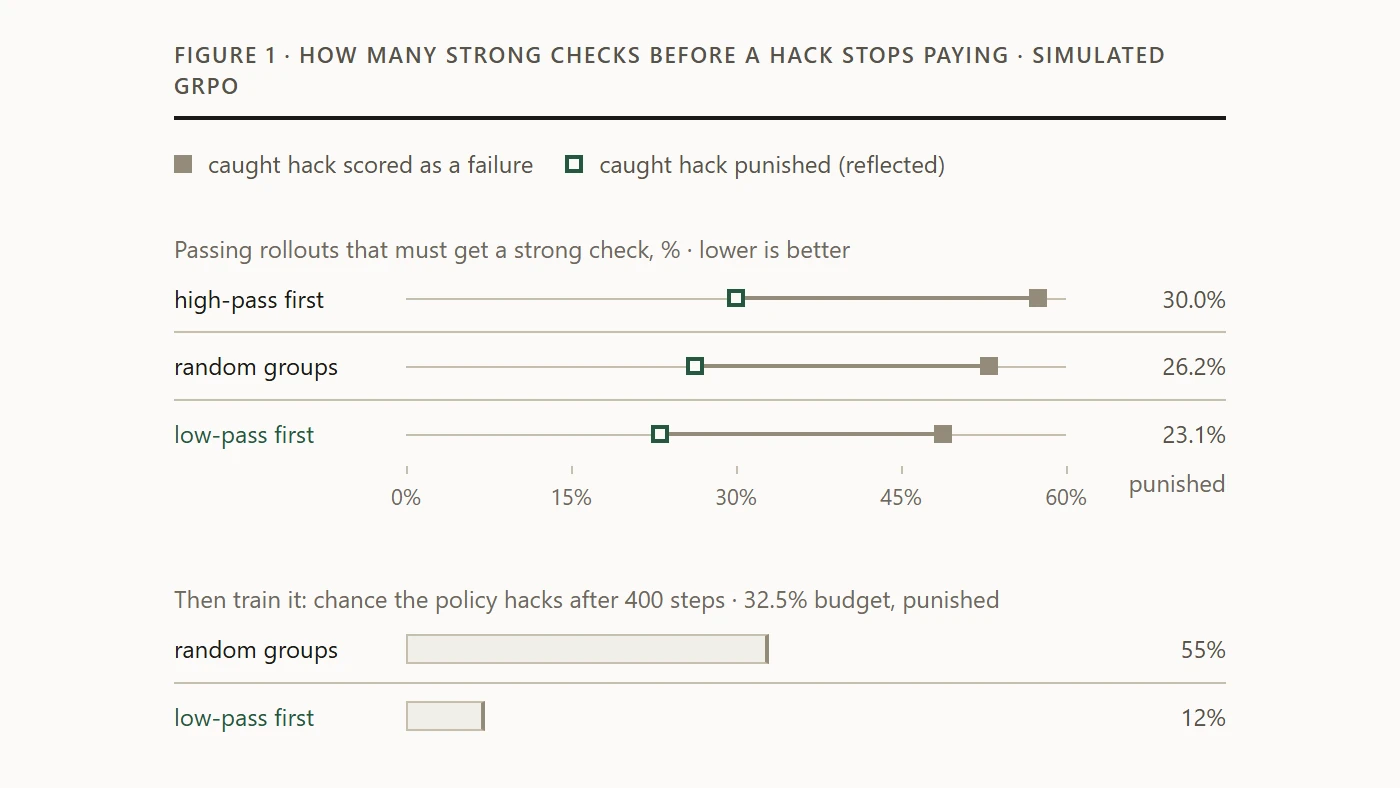 FIGURE 1 · HOW MANY STRONG CHECKS BEFORE A HACK STOPS PAYING · SIMULATED
GRPO
caught hack scored as a failure
caught hack punished (reflected)
Passing rollouts that must get a strong check, % · lower is better
high-pass first 30.0%
random groups 26.2%
low-pass first 23.1%
0% 15% 30% 45% 60% punished
Then train it: chance the policy hacks after 400 steps · 32.5% budget, punished
random groups 55%
low-pass first 12%